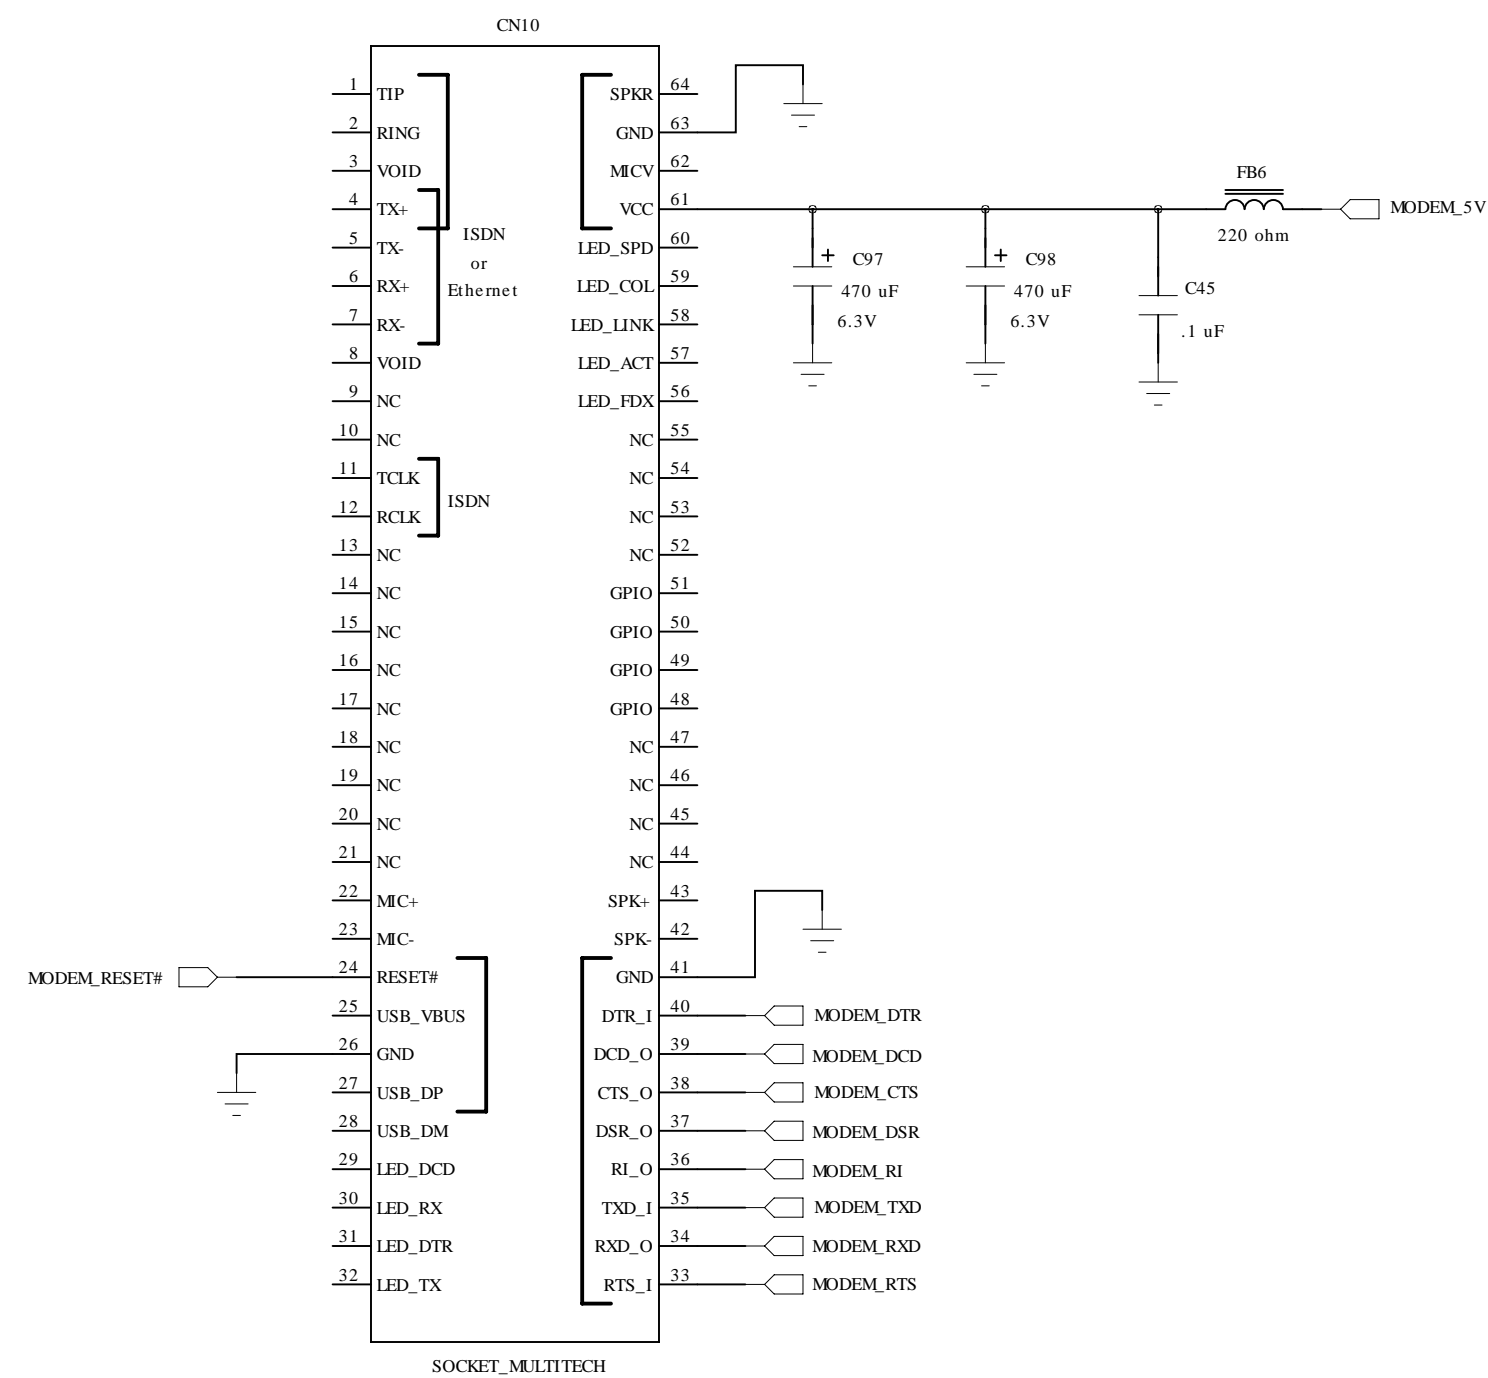 CN10
1 TIP
2 RING
3 VOID
4 TX+
5 TX-
6 RX+
7 RX-
8 VOID
9 NC
10 NC
11 TCLK
12 RCLK
13 NC
14 NC
15 NC
16 NC
17 NC
18 NC
19 NC
20 NC
21 NC
22 MIC+
23 MIC-
MODEM_RESET# 24 RESET#
25 USB_VBUS
26 GND
27 USB_DP
28 USB_DM
29 LED_DCD
30 LED_RX
31 LED_DTR
32 LED_TX
ISDN
or
Ethernet
ISDN
SPKR 64
GND 63
MICV 62
VCC 61
LED_SPD 60
LED_COL 59
LED_LINK 58
LED_ACT 57
LED_FDX 56
NC 55
NC 54
NC 53
NC 52
GPIO 51
GPIO 50
GPIO 49
GPIO 48
NC 47
NC 46
NC 45
NC 44
SPK+ 43
SPK- 42
GND 41
DTR_I 40 MODEM_DTR
DCD_O 39 MODEM_DCD
CTS_O 38 MODEM_CTS
DSR_O 37 MODEM_DSR
RI_O 36 MODEM_RI
TXD_I 35 MODEM_TXD
RXD_O 34 MODEM_RXD
RTS_I 33 MODEM_RTS
FB6
220 ohm
MODEM_5V
+ C97
470 uF
6.3V
+ C98
470 uF
6.3V
C45
.1 uF
SOCKET_MULTITECH